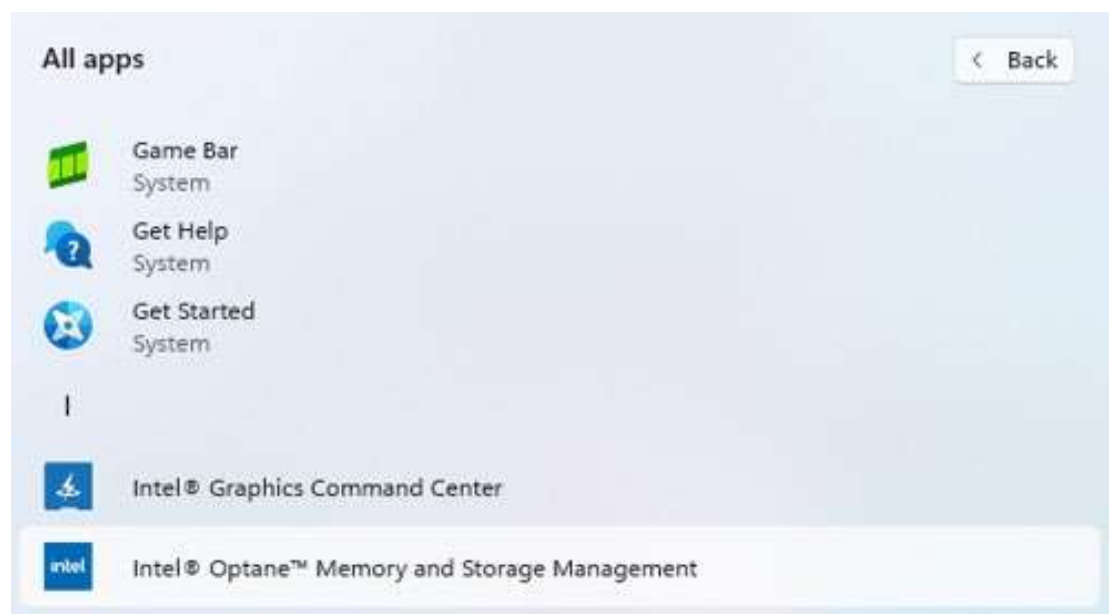 All apps
< Back
Game Bar
System
Get Help
System
Get Started
System
I
Intel® Graphics Command Center
intel
Intel® Optane™ Memory and Storage Management